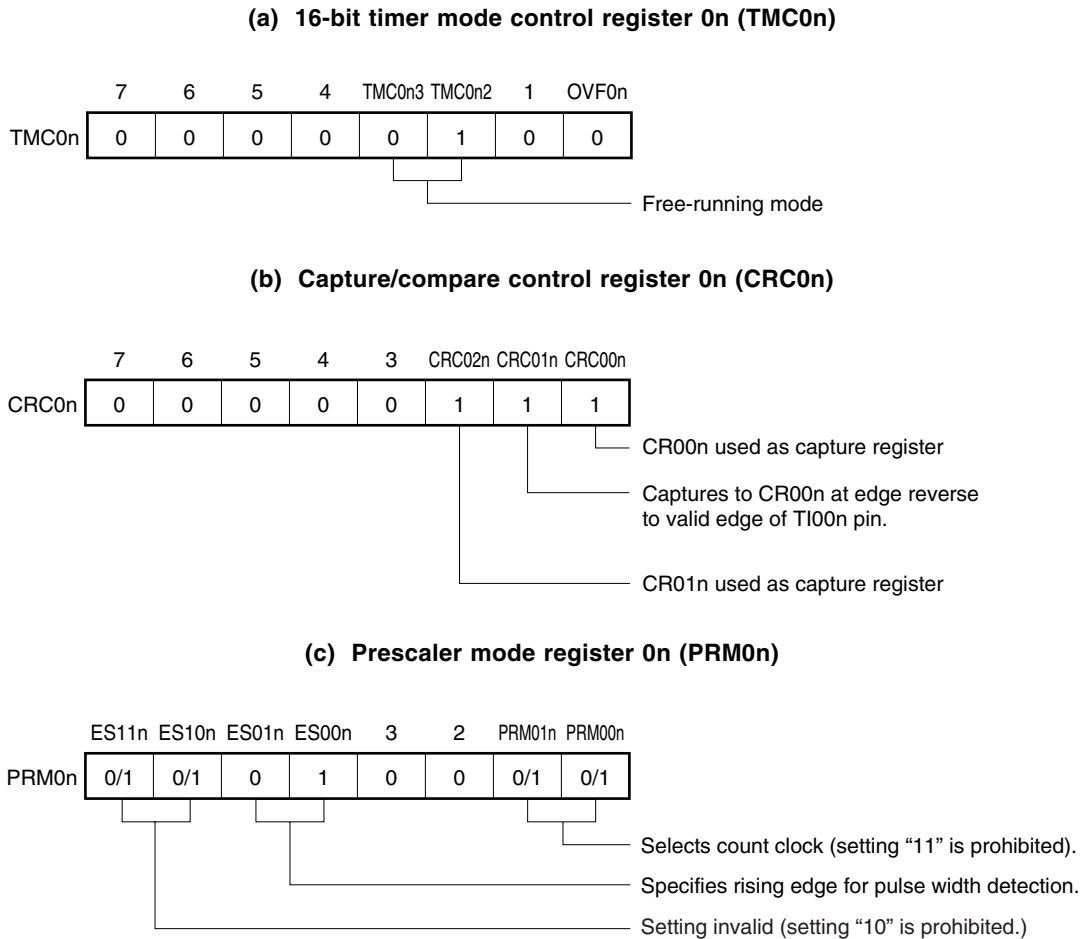 (a) 16-bit timer mode control register 0n (TMC0n)
7 6 5 4 TMC0n3 TMC0n2 1 OVF0n
TMC0n 0 0 0 0 0 1 0 0
Free-running mode
(b) Capture/compare control register 0n (CRC0n)
7 6 5 4 3 CRC02n CRC01n CRC00n
CRC0n 0 0 0 0 0 1 1 1
CR00n used as capture register
Captures to CR00n at edge reverse
to valid edge of TI00n pin.
CR01n used as capture register
(c) Prescaler mode register 0n (PRM0n)
ES11n ES10n ES01n ES00n 3 2 PRM01n PRM00n
PRM0n 0/1 0/1 0 1 0 0 0/1 0/1
Selects count clock (setting “11” is prohibited).
Specifies rising edge for pulse width detection.
Setting invalid (setting “10” is prohibited.)